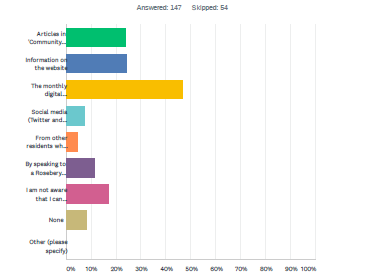 Answered: 147 Skipped: 54
Articles in
'Community...
Information on
the website
The monthly
digital...
Social media
(Twitter and...
From other
residents wh...
By speaking to
a Rosebery...
I am not aware
that I can...
None
Other (please
specify)
0% 10% 20% 30% 40% 50% 60% 70% 80% 90% 100%